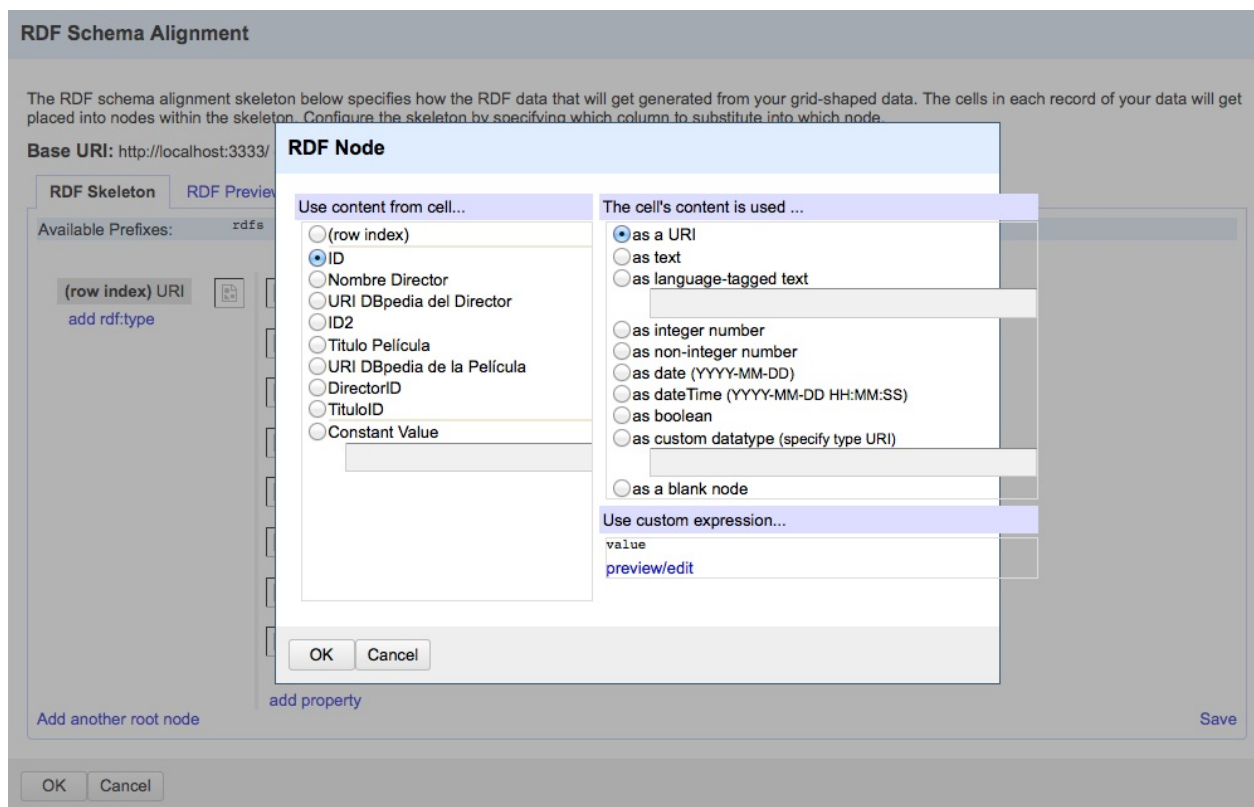 RDF Schema Alignment
The RDF schema alignment skeleton below specifies how the RDF data that will get generated from your grid-shaped data. The cells in each record of your data will get
placed into nodes within the skeleton. Configure the skeleton by specifying which column to substitute into which node.
Base URI: http://localhost:3333/
RDF Node
RDF Skeleton
RDF Preview
Available Prefixes:
rdfs
(row index) URI
add rdf:type
Use content from cell...
(row index)
ID
Nombre Director
URI DBpedia del Director
ID2
Titulo Película
URI DBpedia de la Película
DirectorID
TituloID
Constant Value
The cell's content is used ...
as a URI
as text
as language-tagged text
as integer number
as non-integer number
as date (YYYY-MM-DD)
as dateTime (YYYY-MM-DD HH:MM:SS)
as boolean
as custom datatype (specify type URI)
as a blank node
Use custom expression...
value
preview/edit
OK
Cancel
add property
Add another root node
Save
OK
Cancel